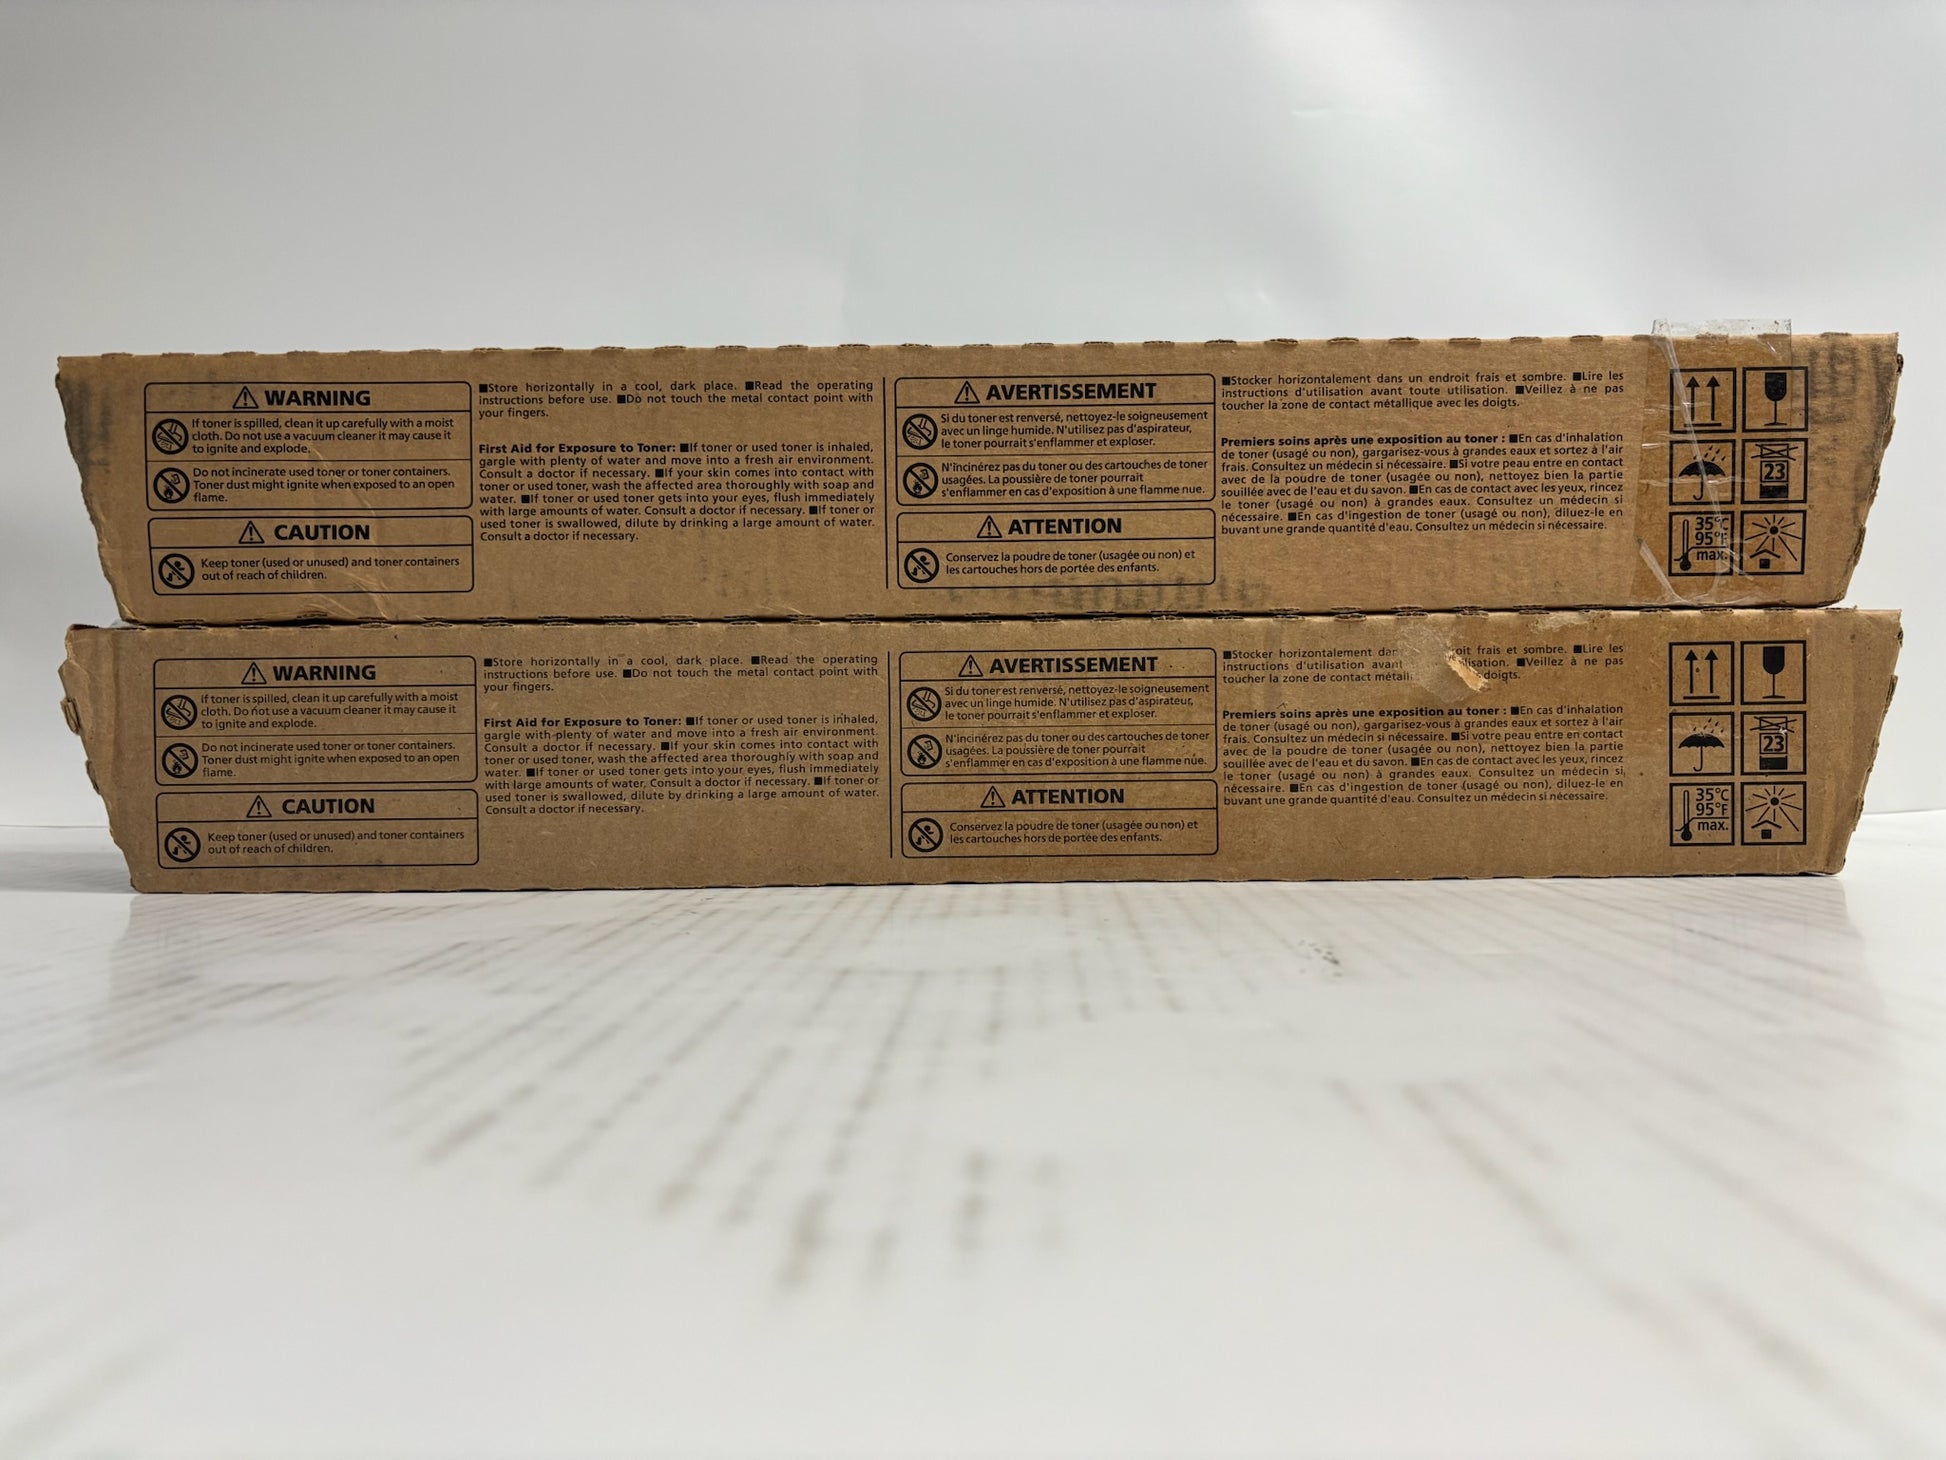 WARNING
If toner is spilled, clean it up carefully with a moist
cloth. Do not use a vacuum cleaner it may cause it
to ignite and explode.
Do not incinerate used toner or toner containers.
Toner dust might ignite when exposed to an open
flame.
CAUTION
Keep toner (used or unused) and toner containers
out of reach of children.
■Store horizontally in a cool, dark place. ■Read the operating
instructions before use. ■Do not touch the metal contact point with
your fingers.
First Aid for Exposure to Toner: ■If toner or used toner is inhaled,
gargle with plenty of water and move into a fresh air environment.
Consult a doctor if necessary. ■If your skin comes into contact with
toner or used toner, wash the affected area thoroughly with soap and
water. ■If toner or used toner gets into your eyes, flush immediately
with large amounts of water. Consult a doctor if necessary. ■If toner or
used toner is swallowed, dilute by drinking a large amount of water.
Consult a doctor if necessary.
AVERTISSEMENT
Si du toner est renversé, nettoyez-le soigneusement
avec un linge humide. N'utilisez pas d'aspirateur,
le toner pourrait s'enflammer et exploser.
N'incinérez pas du toner ou des cartouches de toner
usagées. La poussière de toner pourrait
s'enflammer en cas d'exposition à une flamme nue.
ATTENTION
Conservez la poudre de toner (usagée ou non) et
les cartouches hors de portée des enfants.
■Stocker horizontalement dans un endroit frais et sombre. ■Lire les
instructions d'utilisation avant toute utilisation. ■Veillez à ne pas
toucher la zone de contact métallique avec les doigts.
Premiers soins après une exposition au toner : ■En cas d'inhalation
de toner (usagé ou non), gargarisez-vous à grandes eaux et sortez à l'air
frais. Consultez un médecin si nécessaire. ■Si votre peau entre en contact
avec de la poudre de toner (usagée ou non), nettoyez bien la partie
souillée avec de l'eau et du savon. ■En cas de contact avec les yeux, rincez
le toner (usagé ou non) à grandes eaux. Consultez un médecin si
nécessaire. ■En cas d'ingestion de toner (usagé ou non), diluez-le en
buvant une grande quantité d'eau. Consultez un médecin si nécessaire.
23
35°C
95°F
max.
WARNING
If toner is spilled, clean it up carefully with a moist
cloth. Do not use a vacuum cleaner it may cause it
to ignite and explode.
Do not incinerate used toner or toner containers.
Toner dust might ignite when exposed to an open
flame.
CAUTION
Keep toner (used or unused) and toner containers
out of reach of children.
■Store horizontally in a cool, dark place. ■Read the operating
instructions before use. ■Do not touch the metal contact point with
your fingers.
First Aid for Exposure to Toner: ■If toner or used toner is inhaled,
gargle with plenty of water and move into a fresh air environment.
Consult a doctor if necessary. ■If your skin comes into contact with
toner or used toner, wash the affected area thoroughly with soap and
water. ■If toner or used toner gets into your eyes, flush immediately
with large amounts of water. Consult a doctor if necessary. ■If toner or
used toner is swallowed, dilute by drinking a large amount of water.
Consult a doctor if necessary.
AVERTISSEMENT
Si du toner est renversé, nettoyez-le soigneusement
avec un linge humide. N'utilisez pas d'aspirateur,
le toner pourrait s'enflammer et exploser.
N'incinérez pas du toner ou des cartouches de toner
usagées. La poussière de toner pourrait
s'enflammer en cas d'exposition à une flamme nue.
ATTENTION
Conservez la poudre de toner (usagée ou non) et
les cartouches hors de portée des enfants.
■Stocker horizontalement frais et sombre. ■Lire les
instructions d'utilisation ■Veillez à ne pas
toucher la zone de contact doigts.
Premiers soins après une exposition au toner : ■En cas d'inhalation
de toner (usagé ou non), gargarisez-vous à grandes eaux et sortez à l'air
frais. Consultez un médecin si nécessaire. ■Si votre peau entre en contact
avec de la poudre de toner (usagée ou non), nettoyez bien la partie
souillée avec de l'eau et du savon. ■En cas de contact avec les yeux, rincez
le toner (usagé ou non) à grandes eaux. Consultez un médecin si
nécessaire. ■En cas d'ingestion de toner (usagé ou non), diluez-le en
buvant une grande quantité d'eau. Consultez un médecin si nécessaire.
23
35°C
95°F
max.